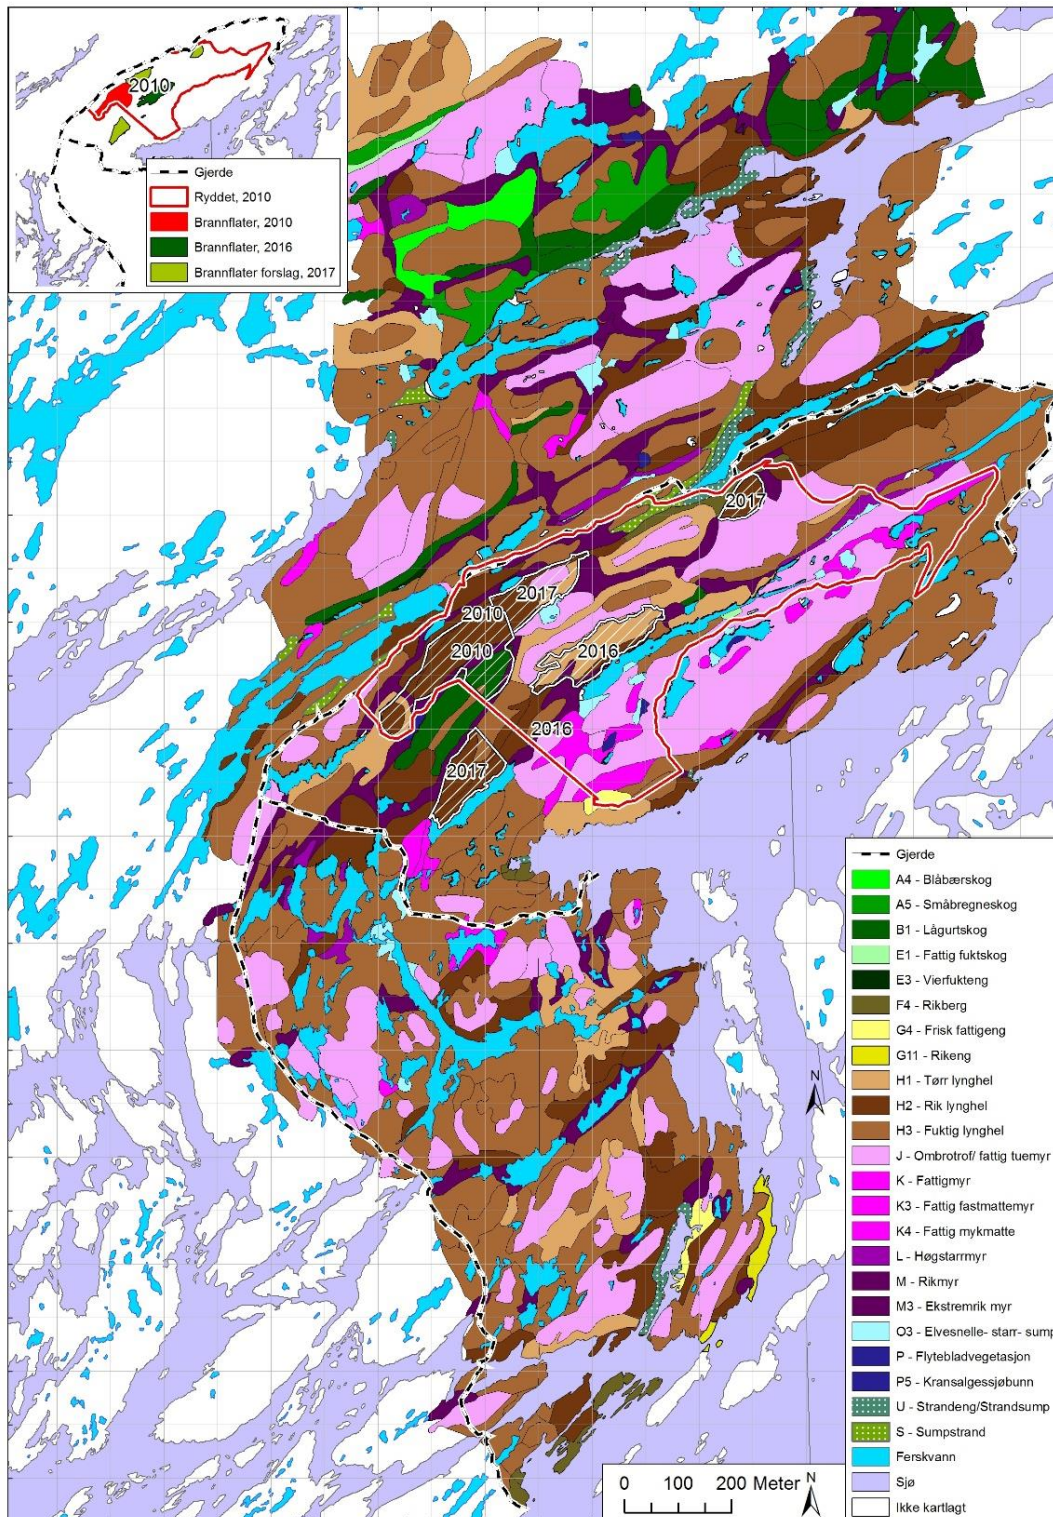 2010
Gjerde
Ryddet, 2010
Brannflater, 2010
Brannflater, 2016
Brannflater forslag, 2017
2017
2017
2010
2010
2016
2016
2017
N
Gjerde
A4 - Blåbærskog
A5 - Småbregneskog
B1 - Lågurtskog
E1 - Fattig fuktskog
E3 - Vierfukteng
F4 - Rikberg
G4 - Frisk fattigeng
G11 - Rikeng
H1 - Tørr lynghel
H2 - Rik lynghel
H3 - Fuktig lynghel
J - Ombrotrof/ fattig tuemyr
K - Fattigmyr
K3 - Fattig fastmattemyr
K4 - Fattig mykmatte
L - Høgstarrmyr
M - Rikmyr
M3 - Ekstremrik myr
O3 - Elvesnelle- starr- sump
P - Flytebladvegetasjon
P5 - Kransalgessjøbunn
U - Strandeng/Strandsump
S - Sumpstrand
Ferskvann
Sjø
Ikke kartlagt
0 100 200 Meter
N